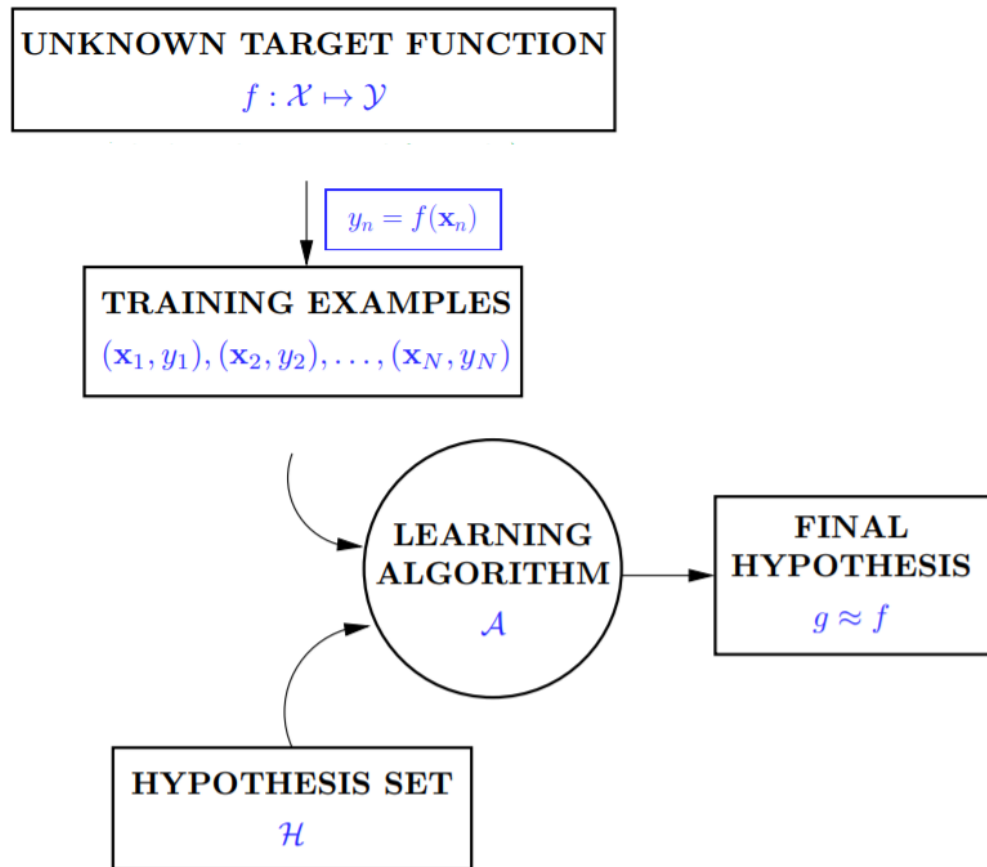 UNKNOWN TARGET FUNCTION
f : 𝒳 ↦ 𝒴
yₙ = f(𝐱ₙ)
TRAINING EXAMPLES
(𝐱₁, y₁), (𝐱₂, y₂), . . . , (𝐱_N, y_N)
LEARNING
ALGORITHM
𝒜
FINAL
HYPOTHESIS
g ≈ f
HYPOTHESIS SET
ℋ